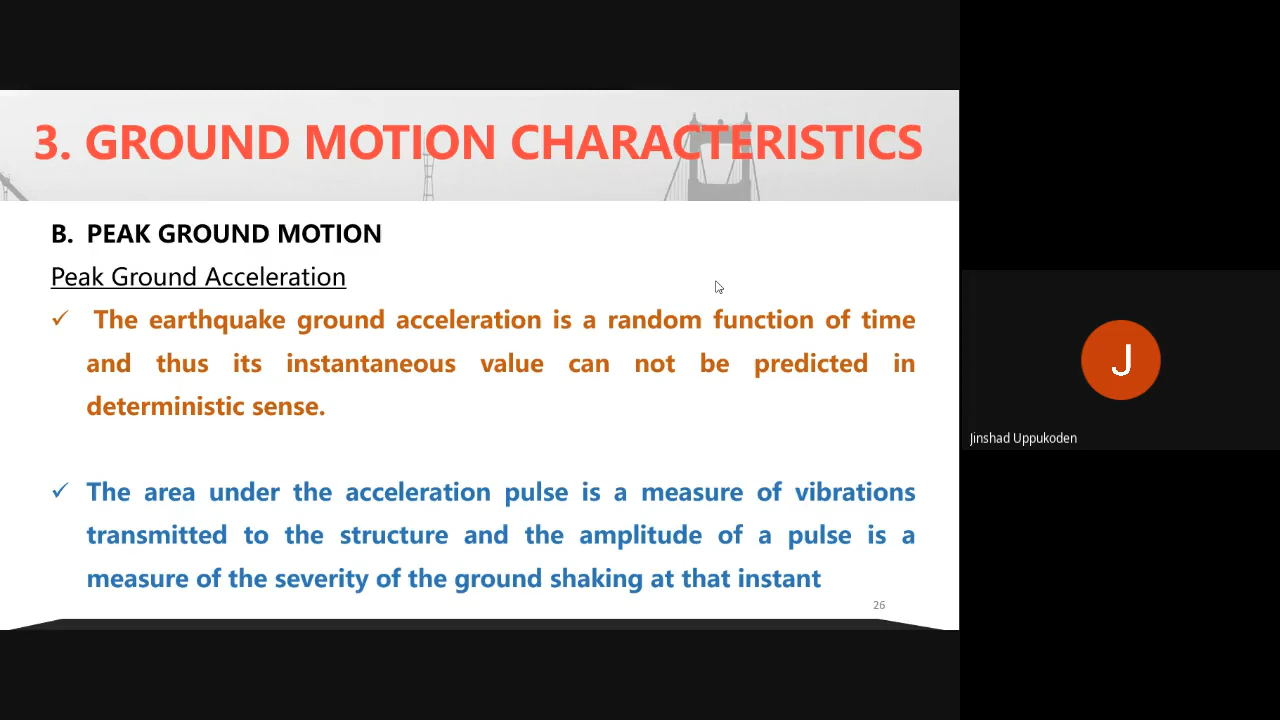 3. GROUND MOTION CHARACTERISTICS
B. PEAK GROUND MOTION
Peak Ground Acceleration
✓ The earthquake ground acceleration is a random function of time
and thus its instantaneous value can not be predicted in
deterministic sense.
✓ The area under the acceleration pulse is a measure of vibrations
transmitted to the structure and the amplitude of a pulse is a
measure of the severity of the ground shaking at that instant
26
J
Jinshad Uppukoden